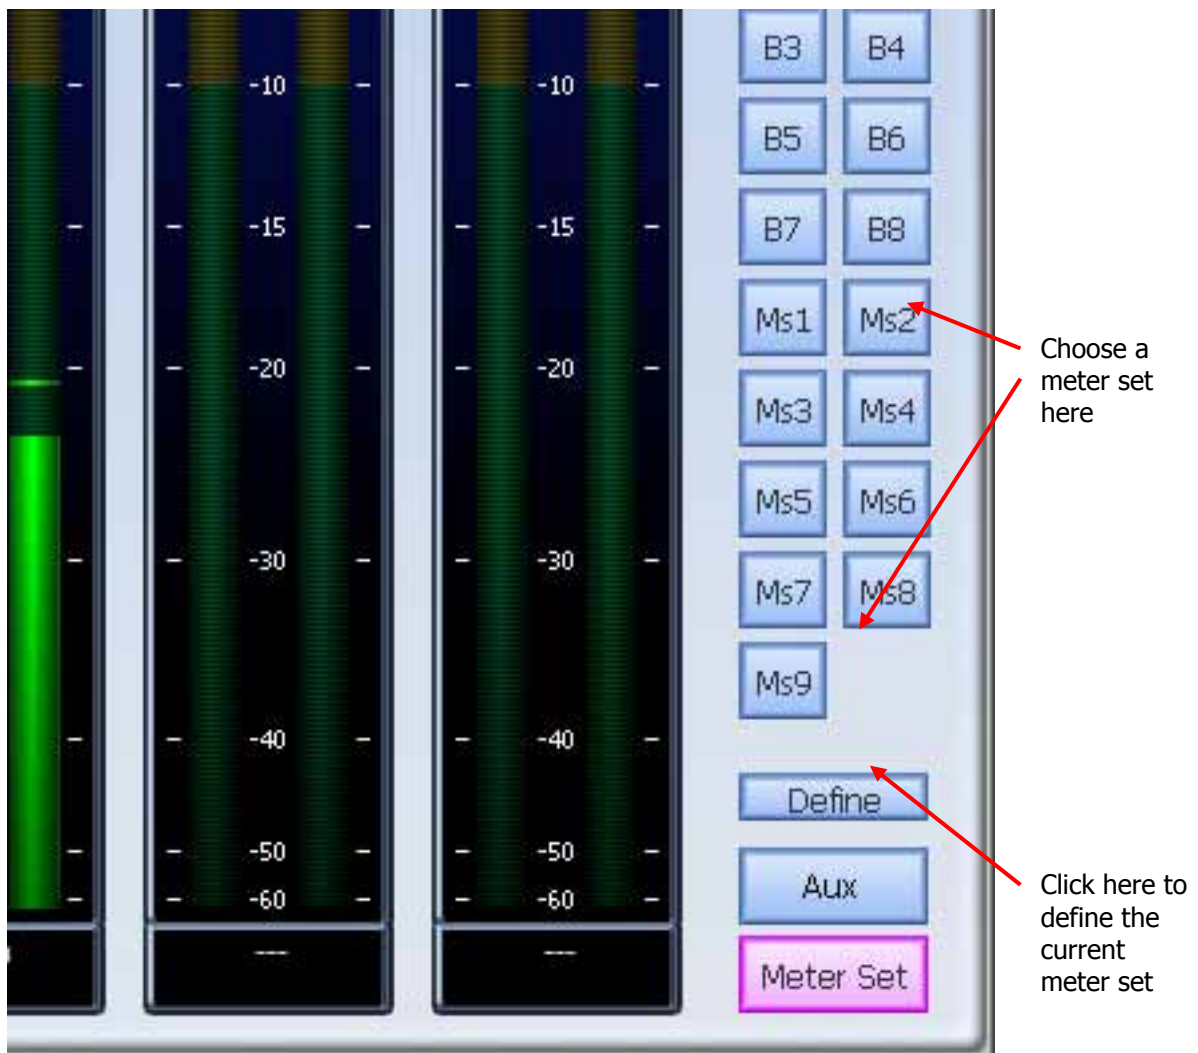 B3 B4
-10 -10
B5 B6
-15 -15
B7 B8
Ms1 Ms2
Choose a
meter set
here
-20 -20
Ms3 Ms4
Ms5 Ms6
-30 -30
Ms7 Ms8
Ms9
-40 -40
Define
-50 -50
Aux
-60 -60
Click here to
define the
current
meter set
--- ---
Meter Set